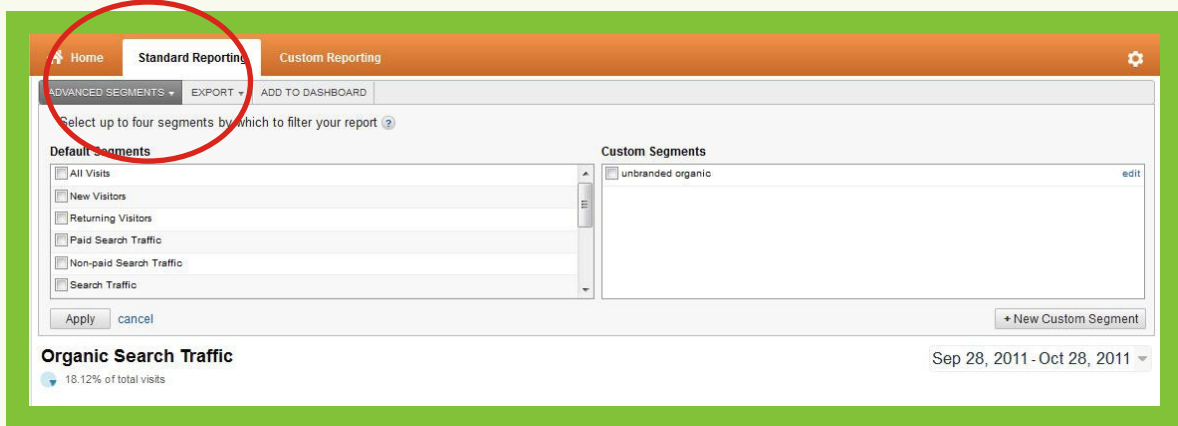 Home Standard Reporting Custom Reporting
ADVANCED SEGMENTS EXPORT ADD TO DASHBOARD
Select up to four segments by which to filter your report ?
Default Segments Custom Segments
All Visits unbranded organic edit
New Visitors
Returning Visitors
Paid Search Traffic
Non-paid Search Traffic
Search Traffic
Apply cancel + New Custom Segment
Organic Search Traffic Sep 28, 2011 - Oct 28, 2011
18.12% of total visits